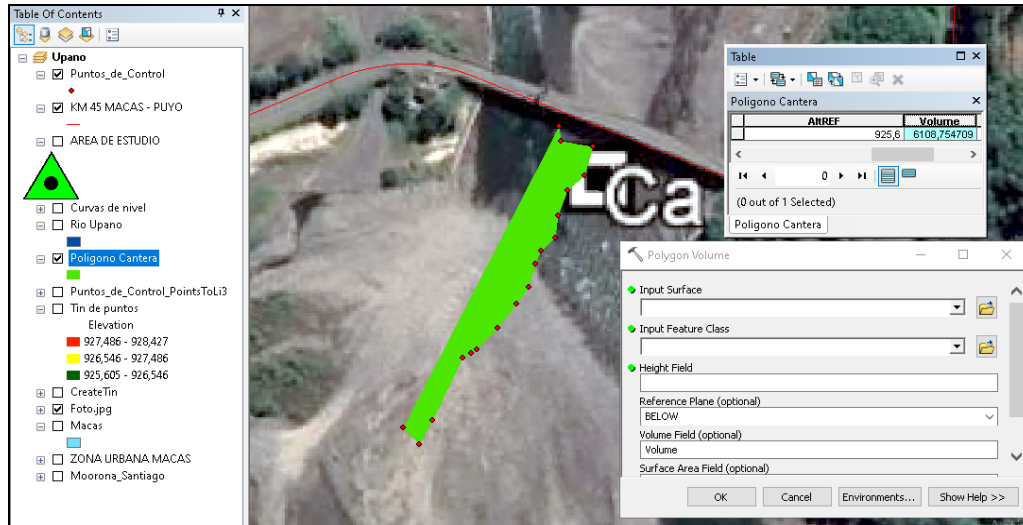 Table Of Contents
Upano
Puntos_de_Control
KM 45 MACAS - PUYO
AREA DE ESTUDIO
Curvas de nivel
Rio Upano
Poligono Cantera
Puntos_de_Control_PointsToLi3
Tin de puntos
Elevation
927,486 - 928,427
926,546 - 927,486
925,605 - 926,546
CreateTin
Foto.jpg
Macas
ZONA URBANA MACAS
Moorona_Santiago
Ca
Table
Poligono Cantera
AltREF Volume
925,6 6108,754709
0
(0 out of 1 Selected)
Poligono Cantera
Polygon Volume
Input Surface
Input Feature Class
Height Field
Reference Plane (optional)
BELOW
Volume Field (optional)
Volume
Surface Area Field (optional)
OK Cancel Environments... Show Help >>